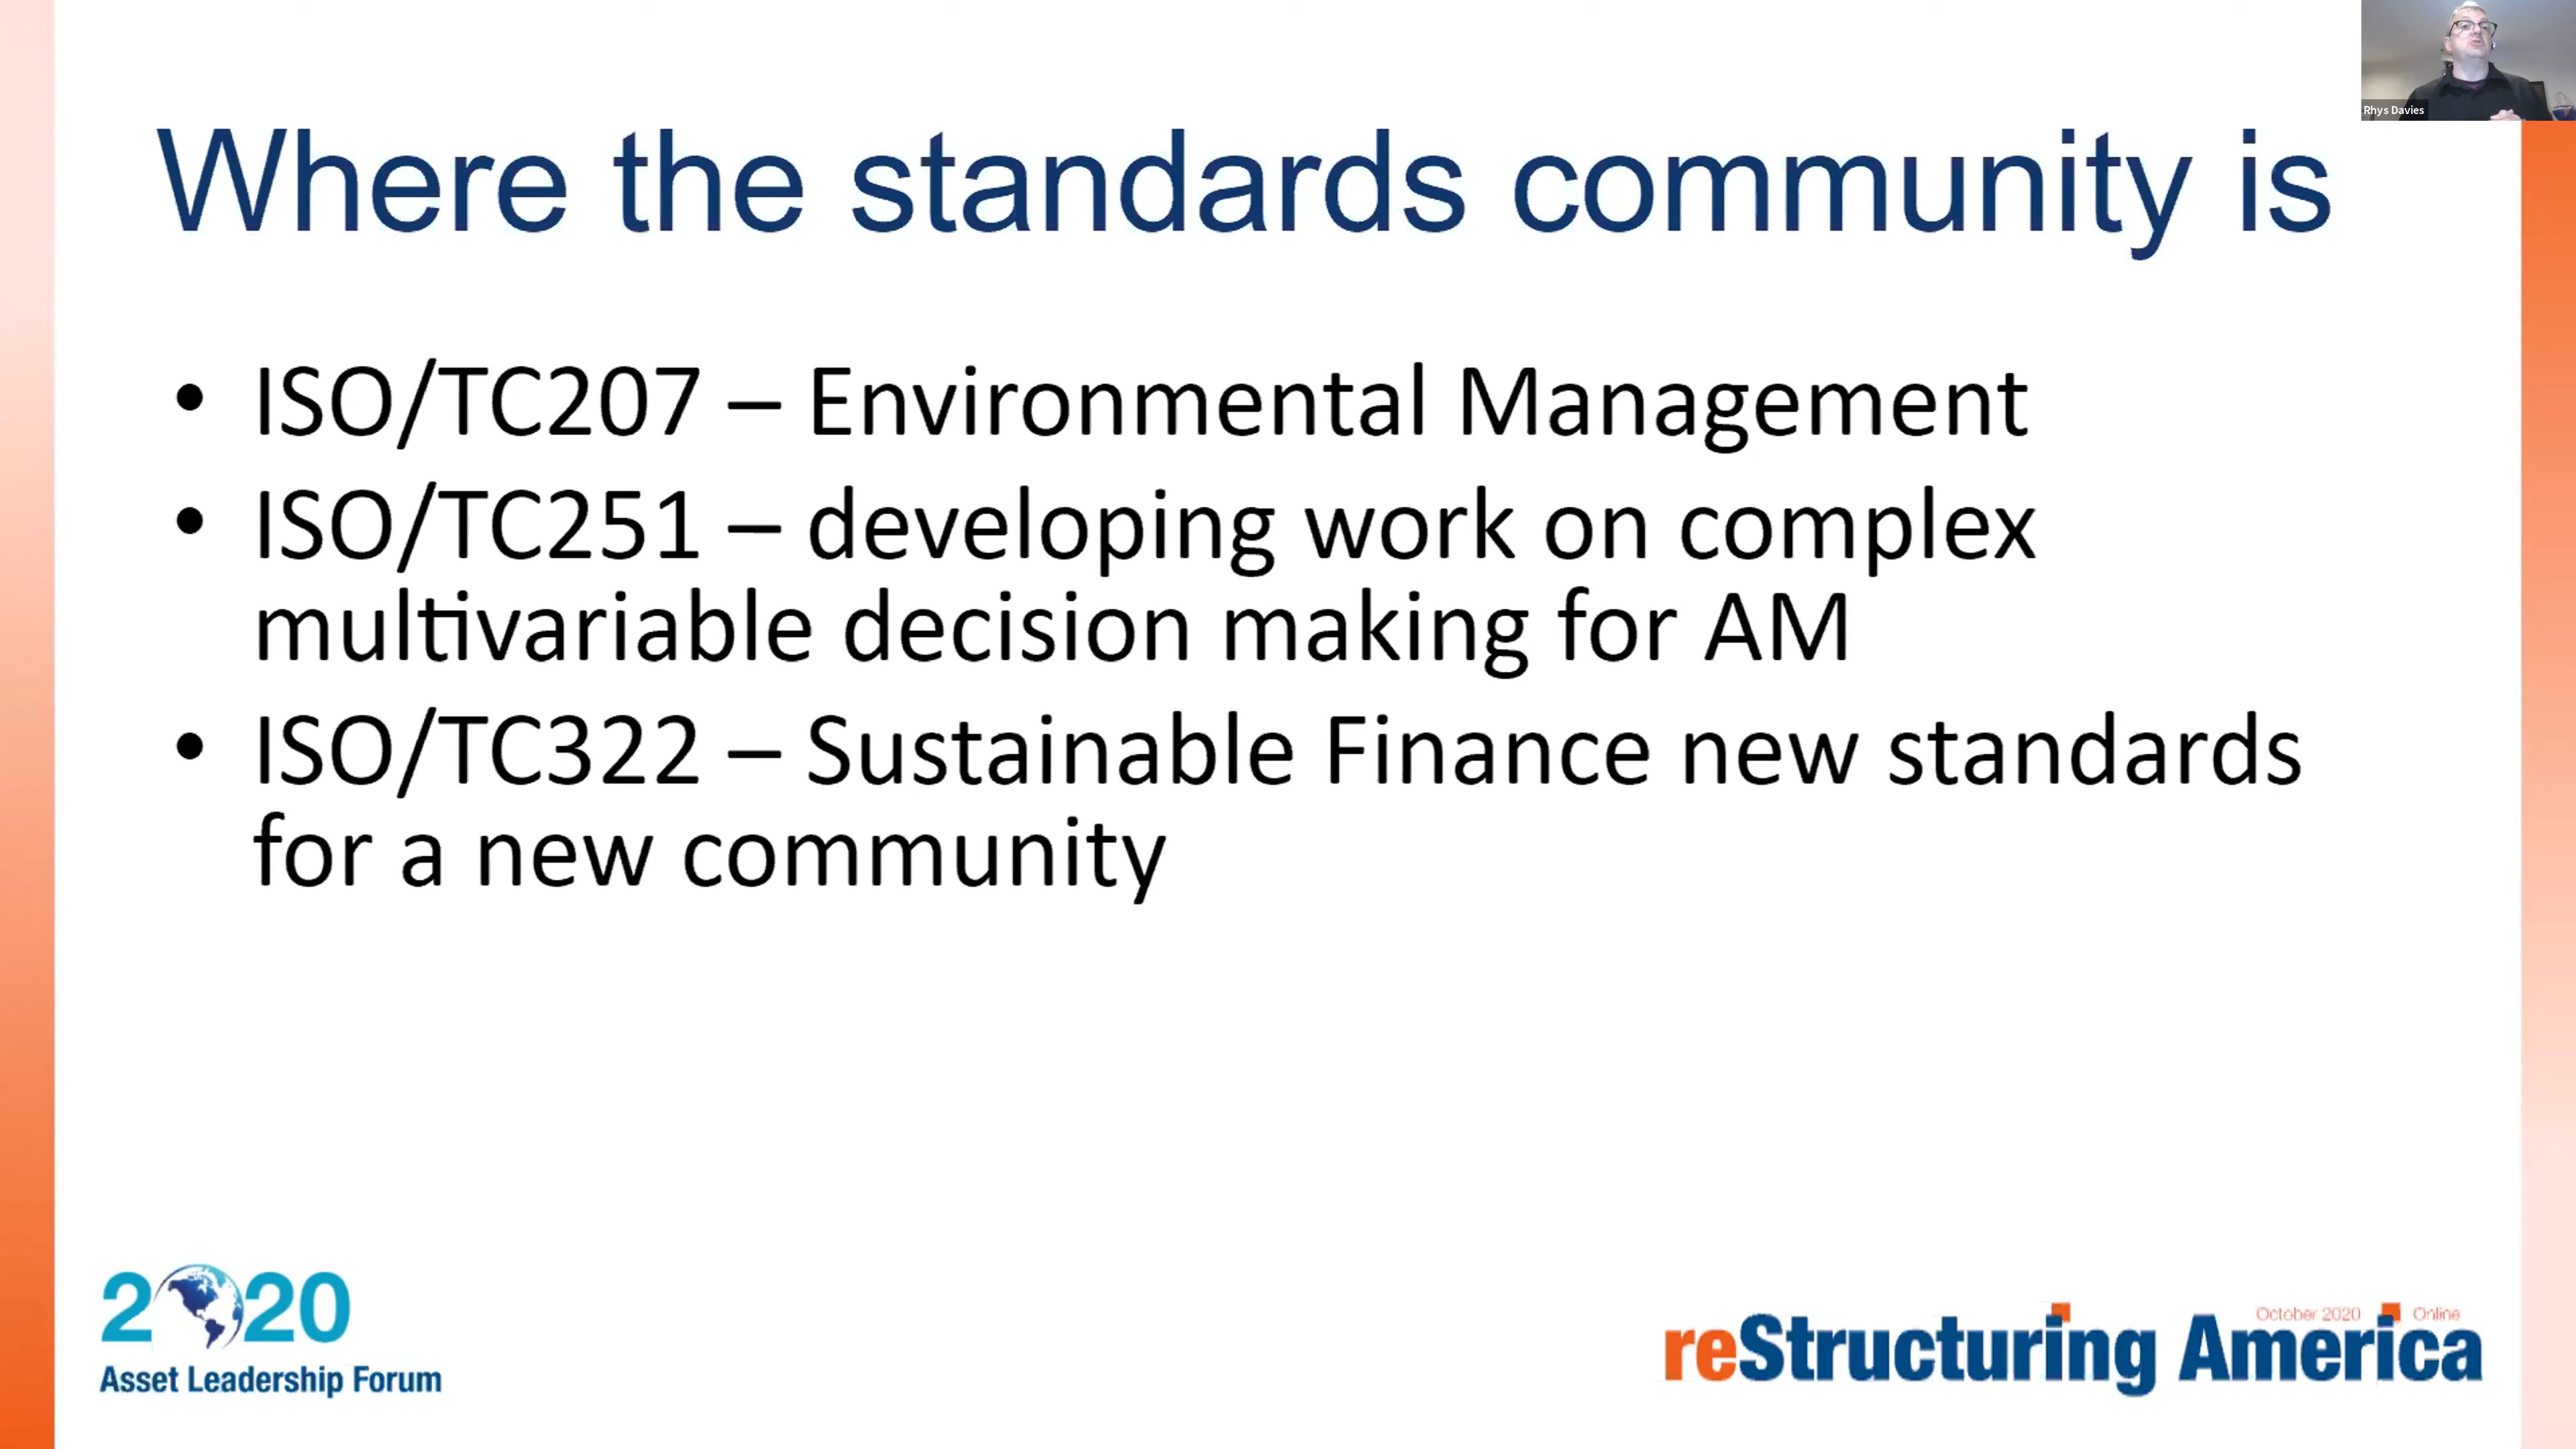 Rhys Davies
Where the standards community is
• ISO/TC207 – Environmental Management
• ISO/TC251 – developing work on complex
multivariable decision making for AM
• ISO/TC322 – Sustainable Finance new standards
for a new community
2020
Asset Leadership Forum
October 2020 Online
reStructuring America